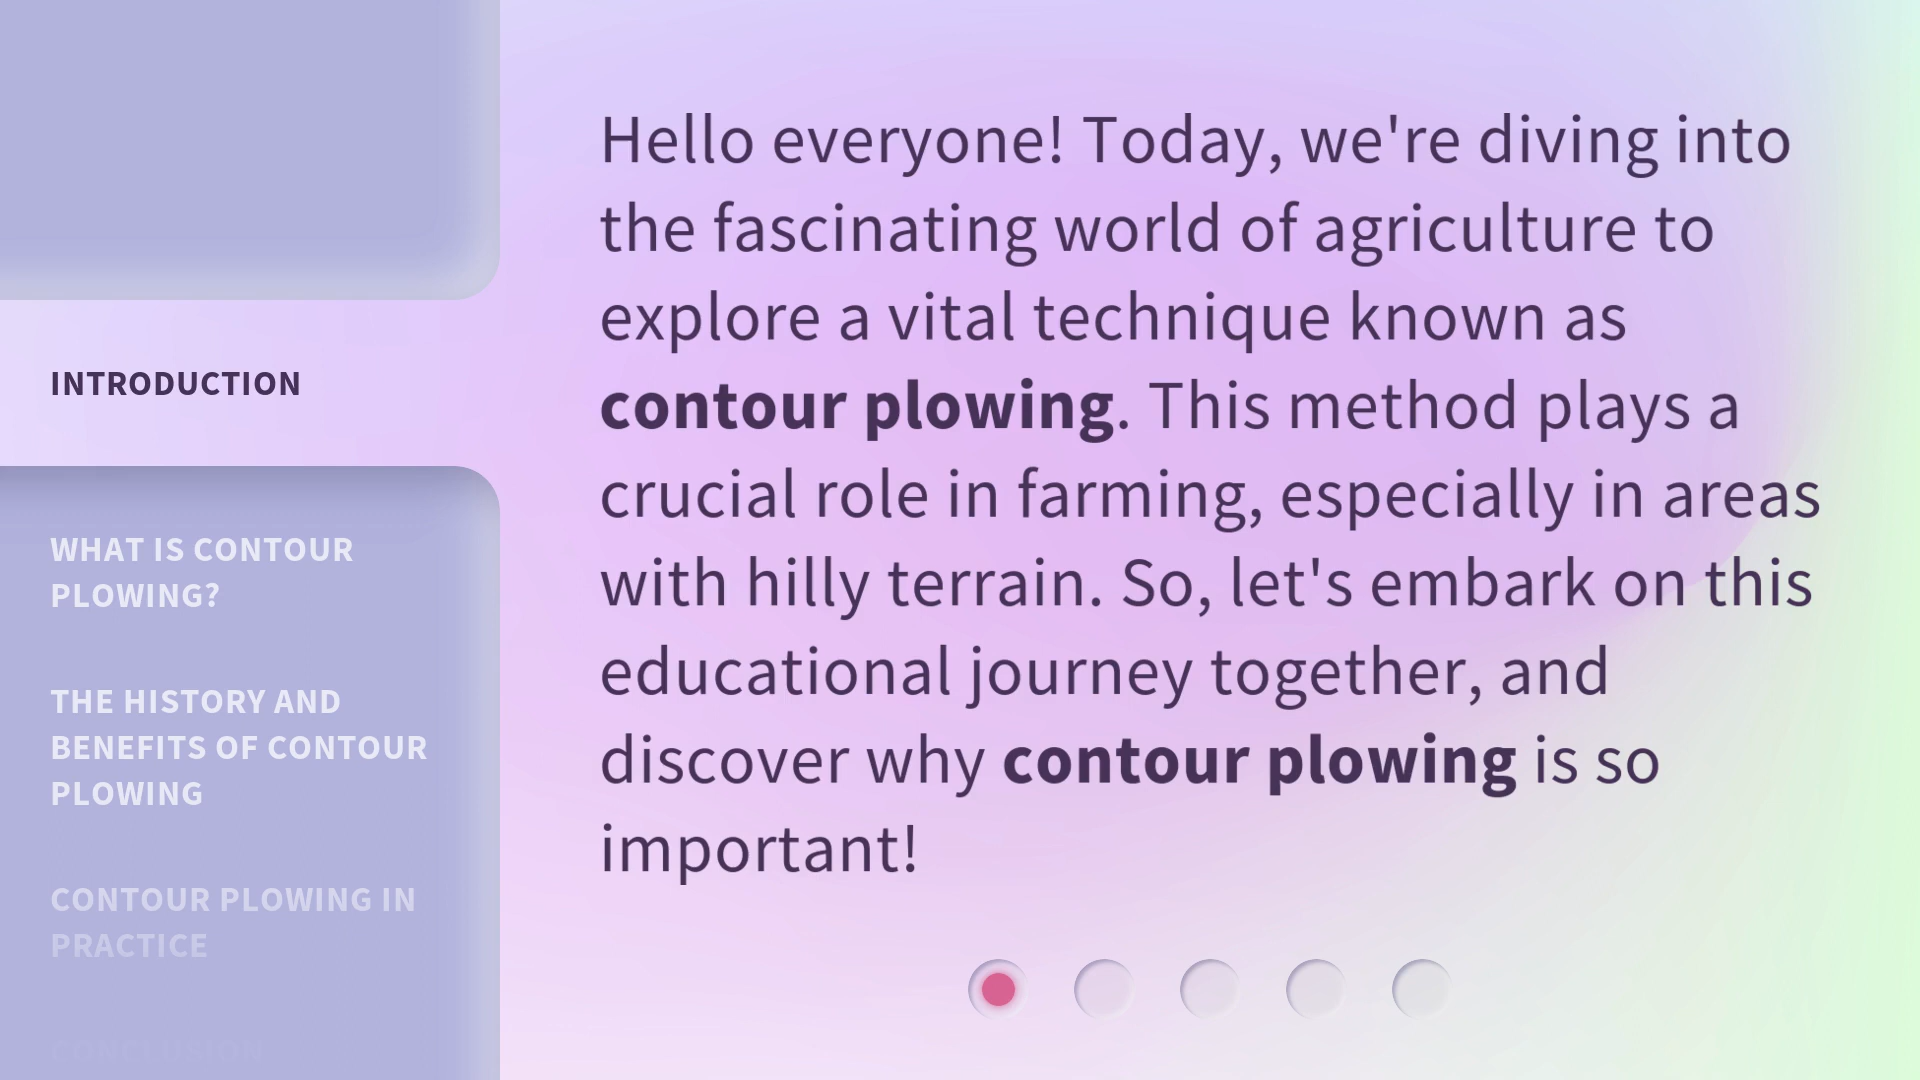 INTRODUCTION
WHAT IS CONTOUR
PLOWING?
THE HISTORY AND
BENEFITS OF CONTOUR
PLOWING
CONTOUR PLOWING IN
PRACTICE
CONCLUSION
Hello everyone! Today, we're diving into
the fascinating world of agriculture to
explore a vital technique known as
contour plowing. This method plays a
crucial role in farming, especially in areas
with hilly terrain. So, let's embark on this
educational journey together, and
discover why contour plowing is so
important!